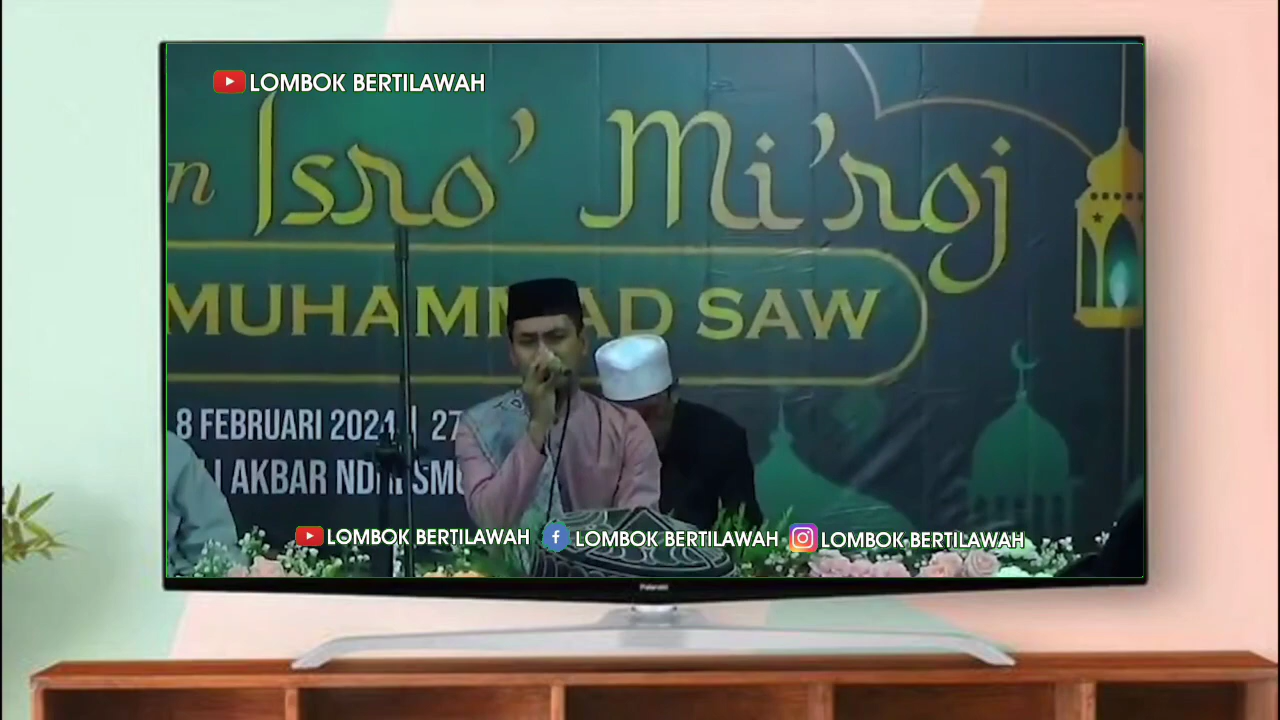 LOMBOK BERTILAWAH
n Isro' Mi'roj
MUHAMMAD SAW
8 FEBRUARI 2024 | 27
AKBAR
LOMBOK BERTILAWAH LOMBOK BERTILAWAH LOMBOK BERTILAWAH